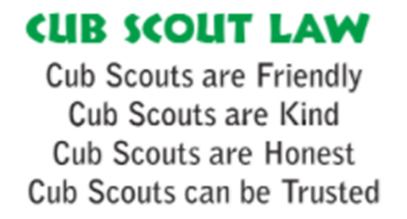 CUB SCOUT LAW
Cub Scouts are Friendly
Cub Scouts are Kind
Cub Scouts are Honest
Cub Scouts can be Trusted